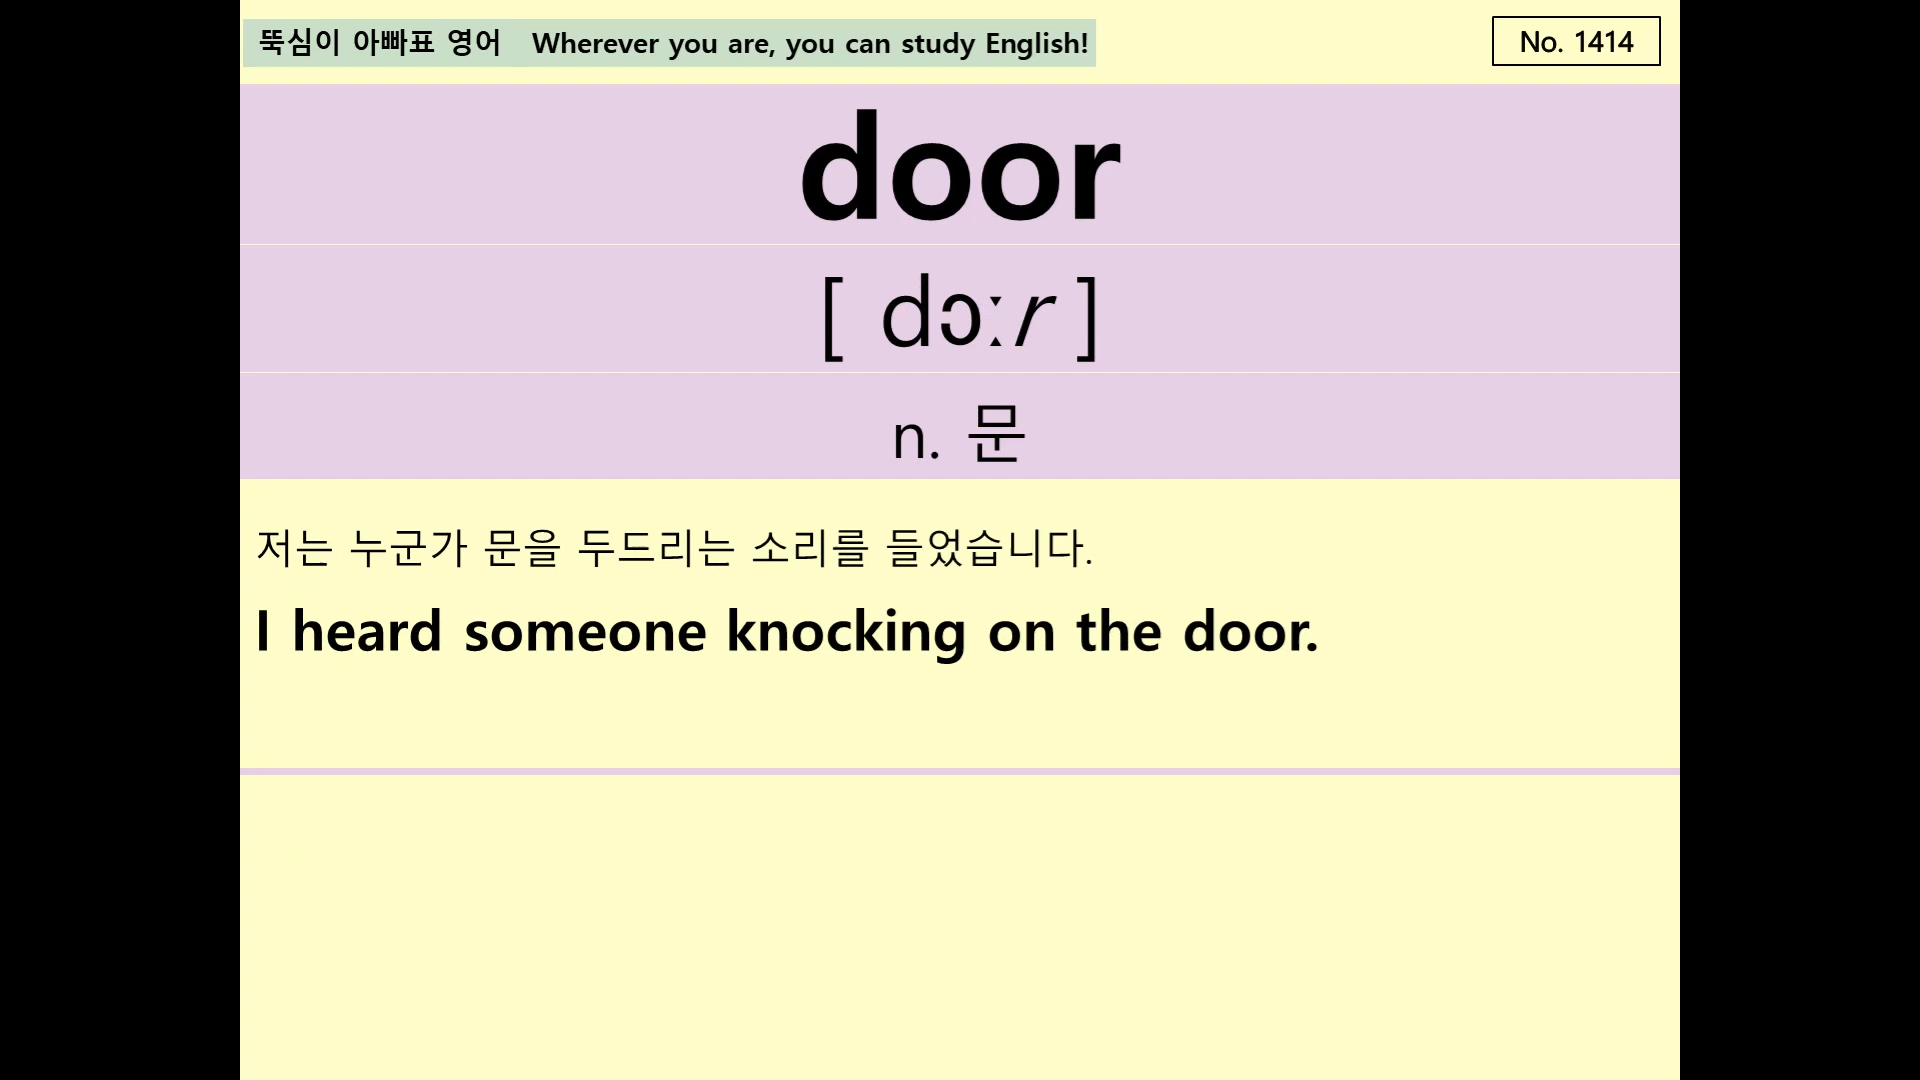 뚝심이 아빠표 영어 Wherever you are, you can study English!
No. 1414
door
[ dɔːr ]
n. 문
저는 누군가 문을 두드리는 소리를 들었습니다.
I heard someone knocking on the door.